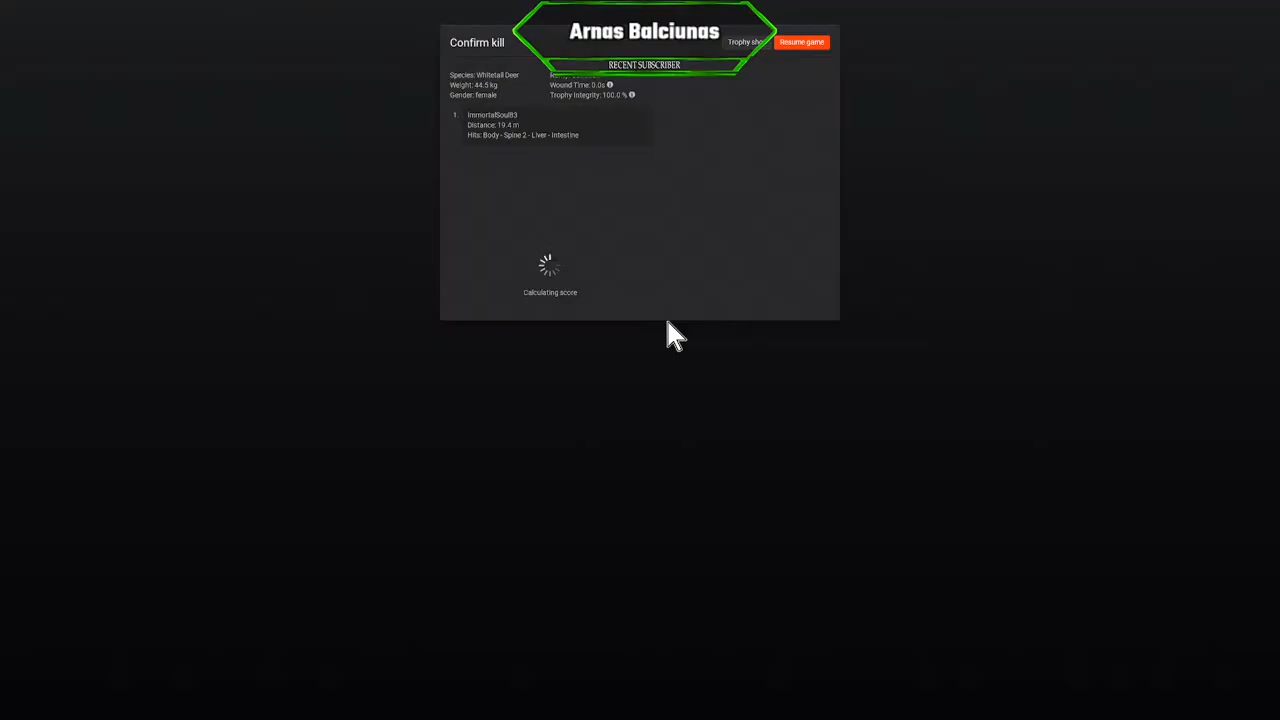 Arnas Balciunas
RECENT SUBSCRIBER
Confirm kill
Trophy
Resume game
Species: Whitetail Deer
Weight: 44.5 kg
Gender: female
Wound Time: 0.0s
Trophy Integrity: 100.0 %
1. ImmortalSoul83
Distance: 19.4 m
Hits: Body - Spine 2 - Liver - Intestine
Calculating score